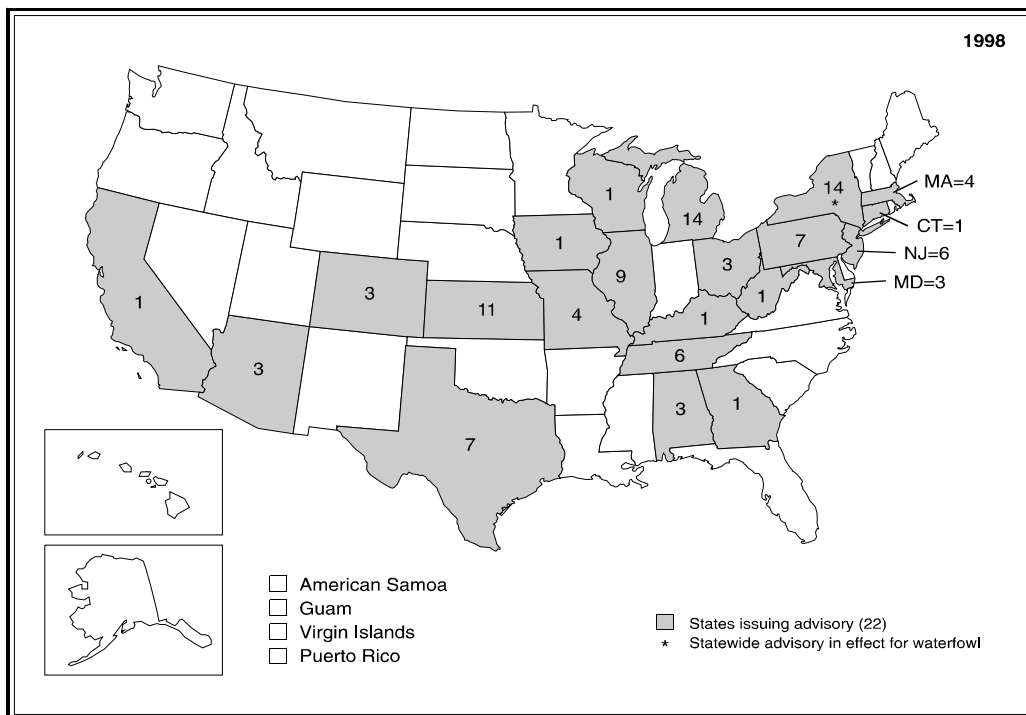 1998
MA=4
14
*
1
14
CT=1
7
NJ=6
1
3
9
MD=3
3
1
1
11
4
1
6
3
3
1
7
American Samoa
Guam
Virgin Islands
Puerto Rico
States issuing advisory (22)
* Statewide advisory in effect for waterfowl